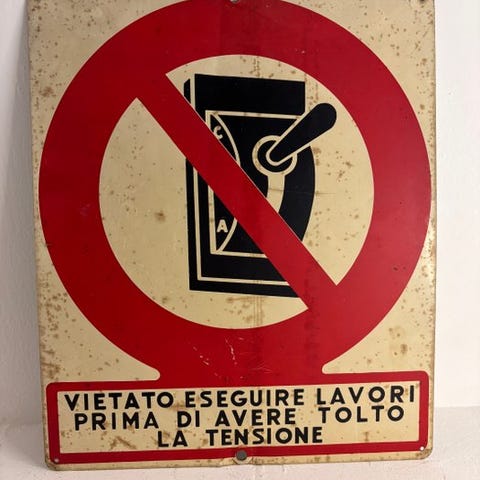 C
A
VIETATO ESEGUIRE LAVORI
PRIMA DI AVERE TOLTO
LA TENSIONE